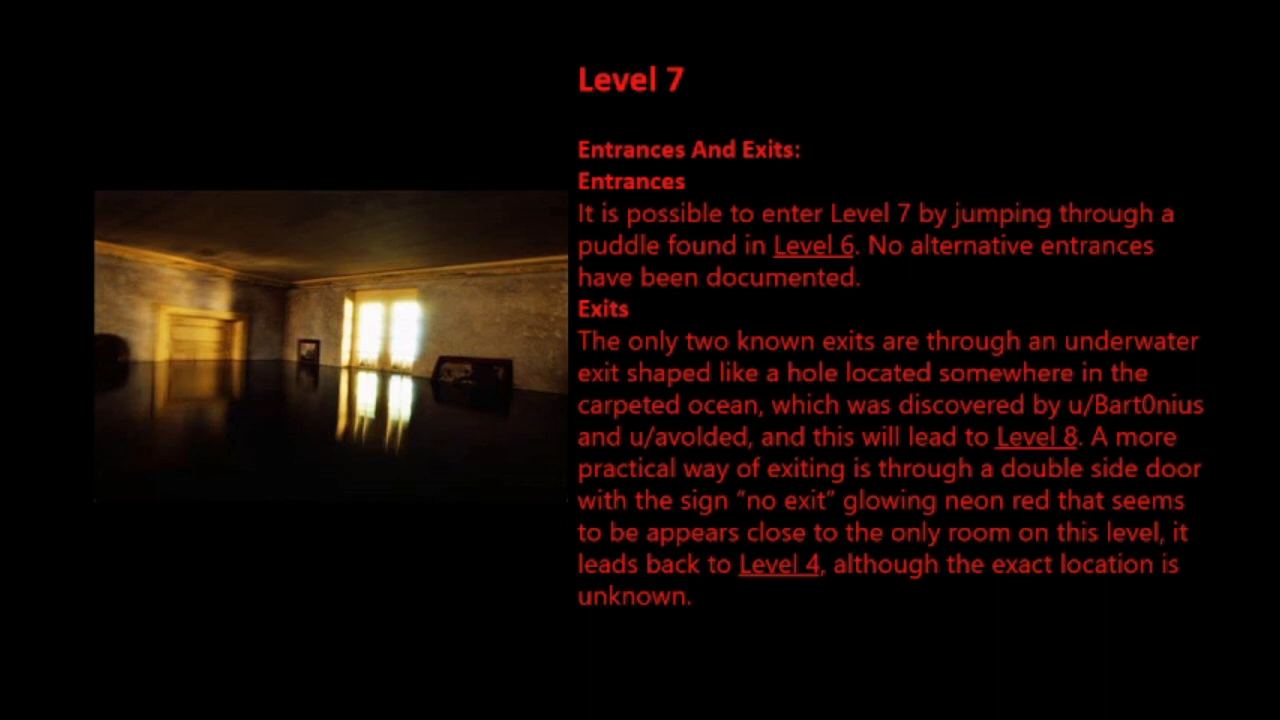 Level 7
Entrances And Exits:
Entrances
It is possible to enter Level 7 by jumping through a
puddle found in Level 6. No alternative entrances
have been documented.
Exits
The only two known exits are through an underwater
exit shaped like a hole located somewhere in the
carpeted ocean, which was discovered by u/Bart0nius
and u/avolded, and this will lead to Level 8. A more
practical way of exiting is through a double side door
with the sign “no exit” glowing neon red that seems
to be appears close to the only room on this level, it
leads back to Level 4, although the exact location is
unknown.